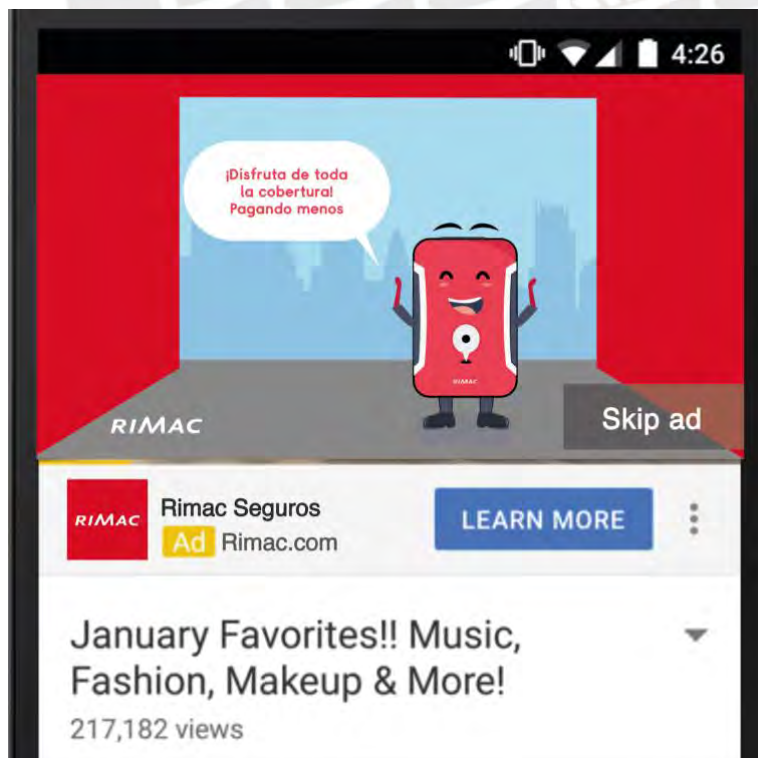 4:26
¡Disfruta de toda
la cobertura!
Pagando menos
RIMAC
RIMAC
Skip ad
RIMAC
Rimac Seguros
Ad Rimac.com
LEARN MORE
January Favorites!! Music,
Fashion, Makeup & More!
217,182 views